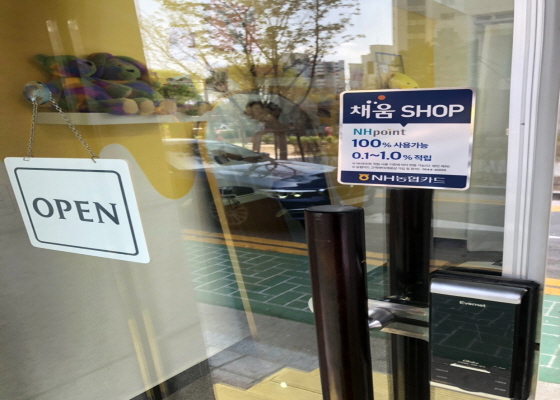 OPEN
채움 SHOP
NHpoint
100% 사용가능
0.1~1.0% 적립
NH농협카드
Evernet